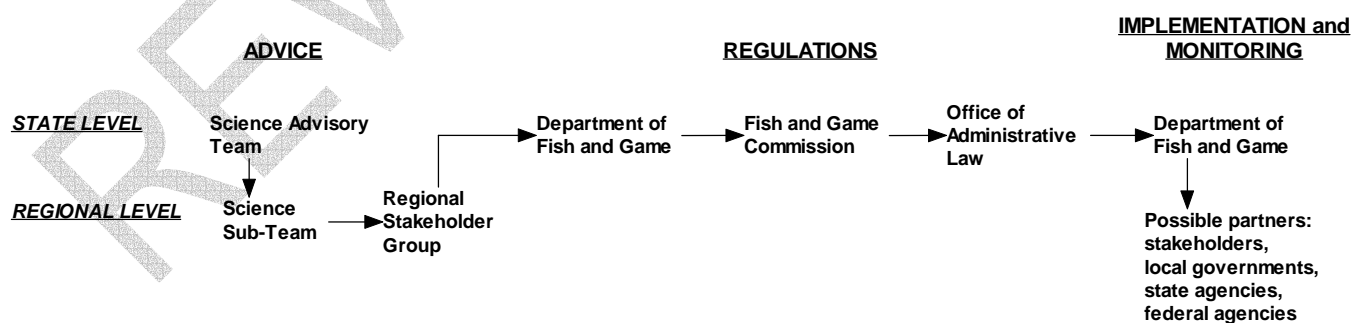 IMPLEMENTATION and
MONITORING
ADVICE
REGULATIONS
STATE LEVEL
Science Advisory
Team
Department of
Fish and Game
Fish and Game
Commission
Office of
Administrative
Law
Department of
Fish and Game
REGIONAL LEVEL
Science
Sub-Team
Regional
Stakeholder
Group
Possible partners:
stakeholders,
local governments,
state agencies,
federal agencies